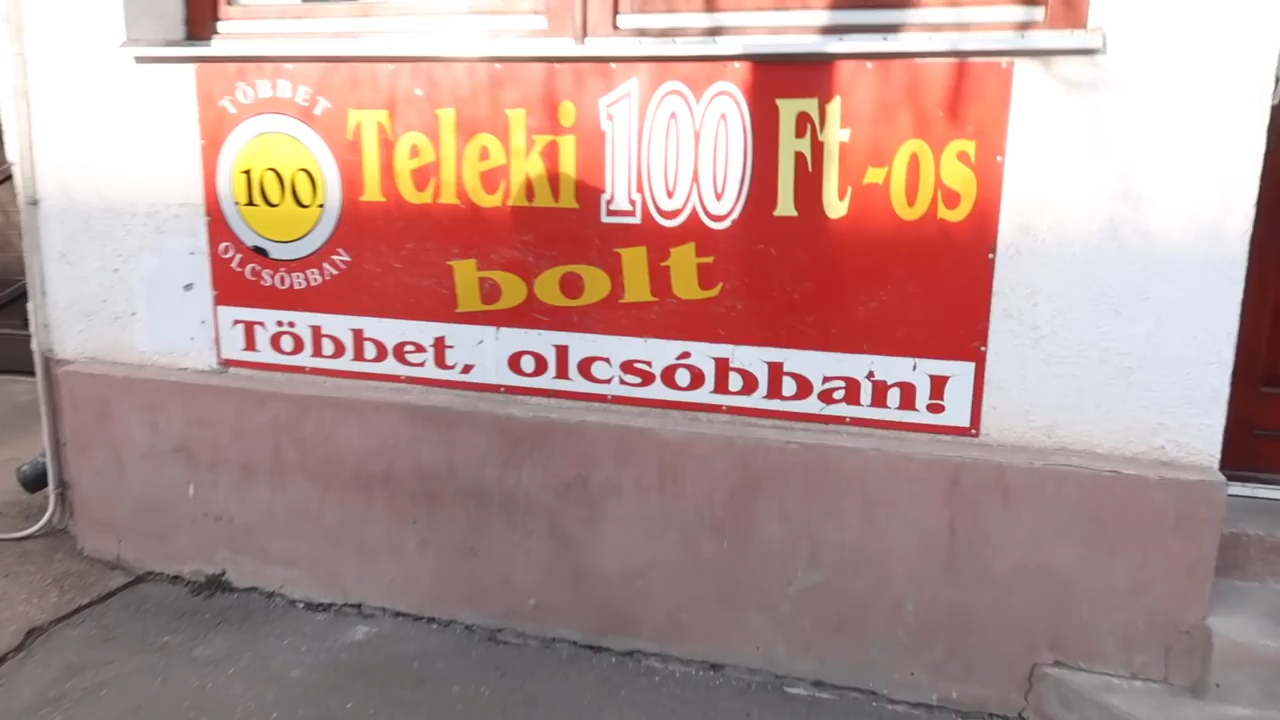 TÖBBET
100
OLCSÓBBAN
Teleki 100 Ft-os
bolt
Többet, olcsóbban!